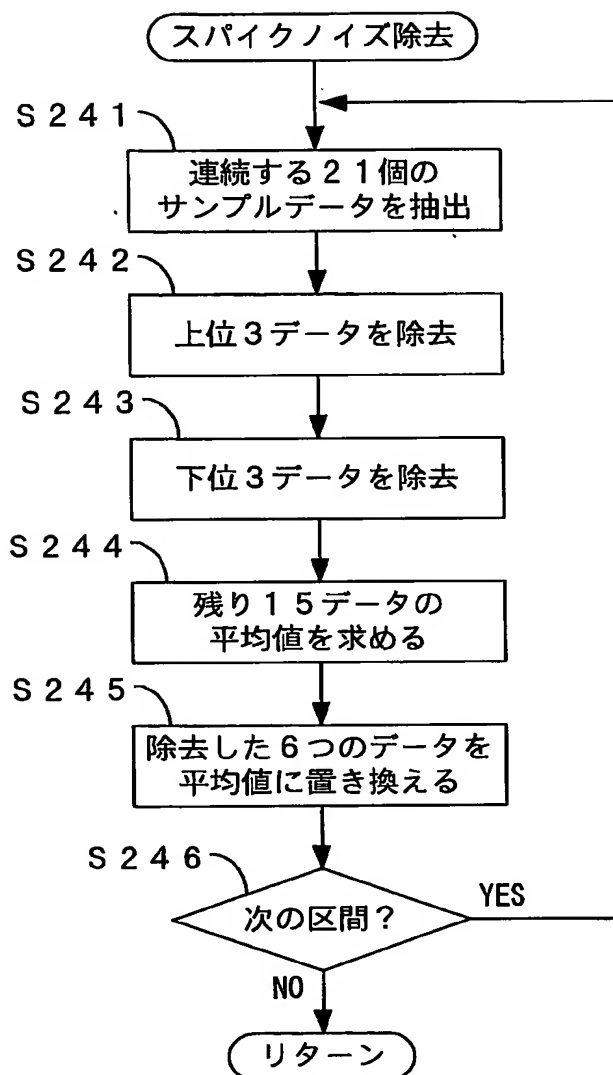 スパイクノイズ除去
S241
連続する21個の
サンプルデータを抽出
S242
上位3データを除去
S243
下位3データを除去
S244
残り15データの
平均値を求める
S245
除去した6つのデータを
平均値に置き換える
S246
次の区間?
YES
NO
リターン